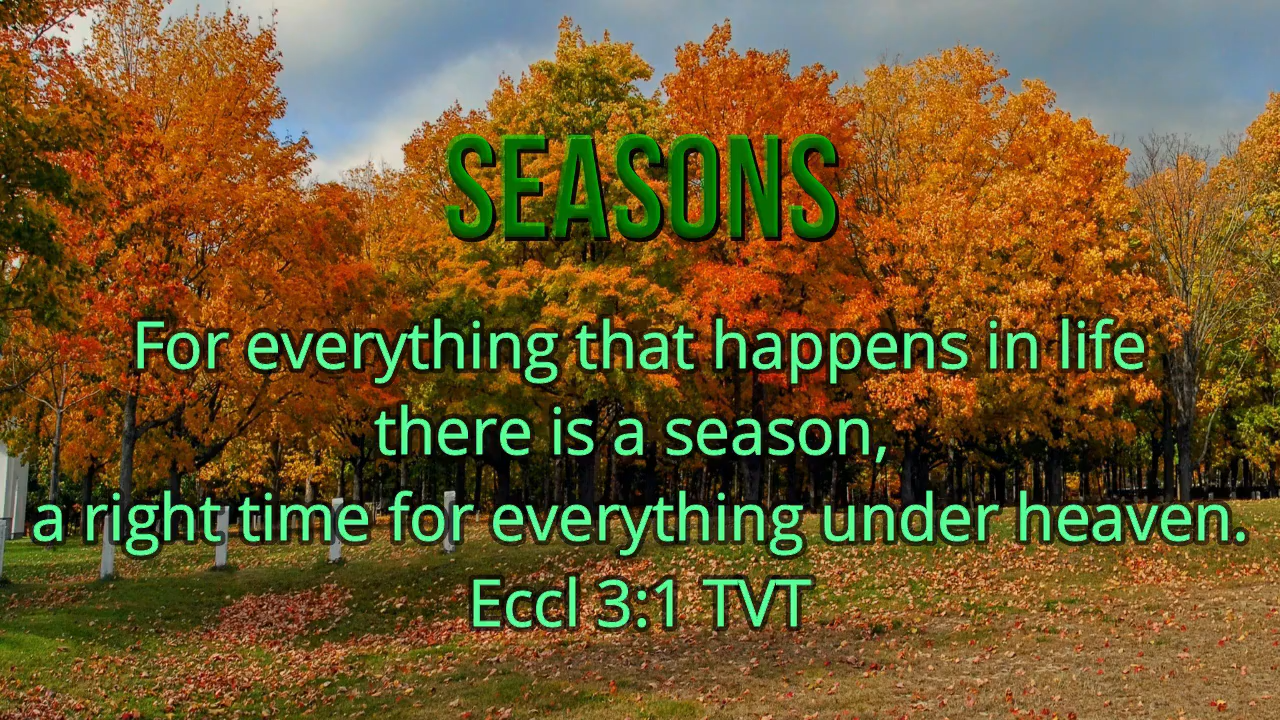 SEASONS
For everything that happens in life
there is a season,
a right time for everything under heaven.
Eccl 3:1 TVT